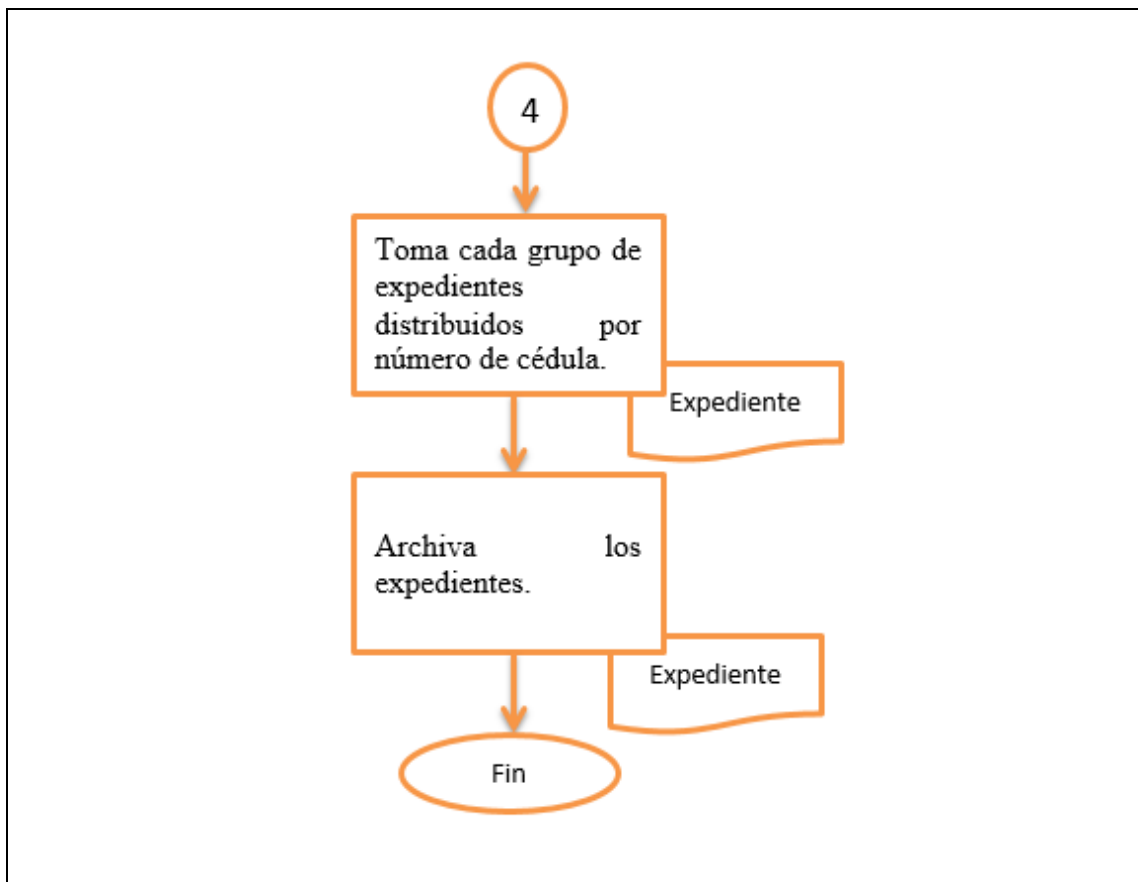 4
Toma cada grupo de
expedientes
distribuidos por
número de cédula.
Expediente
Archiva los
expedientes.
Expediente
Fin